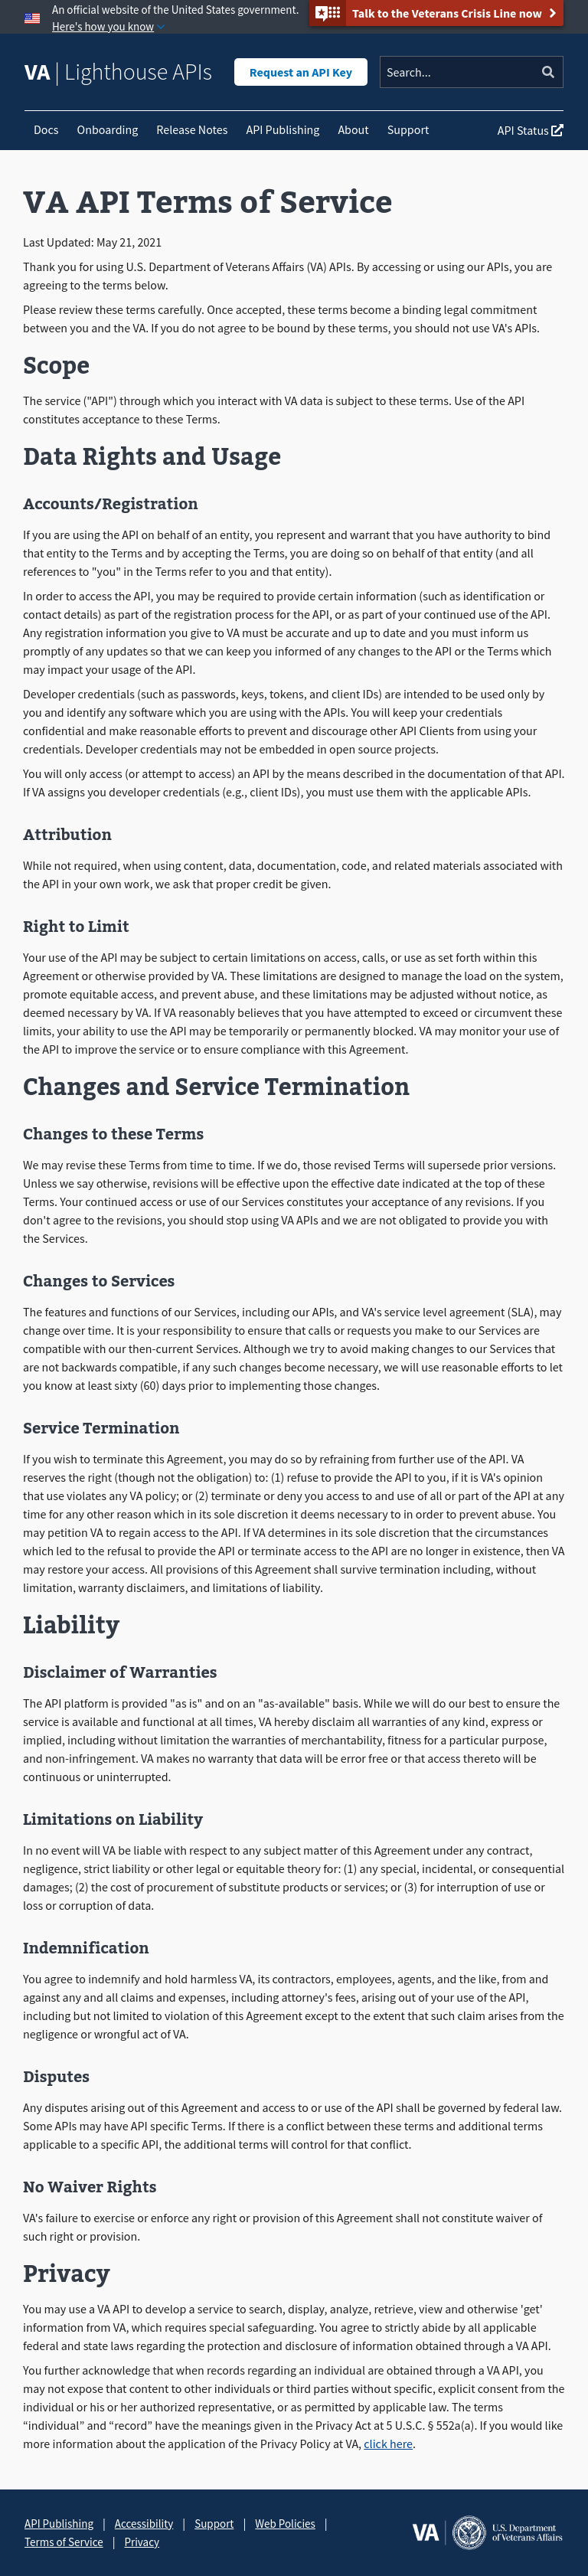 An official website of the United States government.
Here's how you know
Talk to the Veterans Crisis Line now
VA | Lighthouse APIs
Request an API Key
Search...
Docs
Onboarding
Release Notes
API Publishing
About
Support
API Status
VA API Terms of Service
Last Updated: May 21, 2021
Thank you for using U.S. Department of Veterans Affairs (VA) APIs. By accessing or using our APIs, you are
agreeing to the terms below.
Please review these terms carefully. Once accepted, these terms become a binding legal commitment
between you and the VA. If you do not agree to be bound by these terms, you should not use VA's APIs.
Scope
The service ("API") through which you interact with VA data is subject to these terms. Use of the API
constitutes acceptance to these Terms.
Data Rights and Usage
Accounts/Registration
If you are using the API on behalf of an entity, you represent and warrant that you have authority to bind
that entity to the Terms and by accepting the Terms, you are doing so on behalf of that entity (and all
references to "you" in the Terms refer to you and that entity).
In order to access the API, you may be required to provide certain information (such as identification or
contact details) as part of the registration process for the API, or as part of your continued use of the API.
Any registration information you give to VA must be accurate and up to date and you must inform us
promptly of any updates so that we can keep you informed of any changes to the API or the Terms which
may impact your usage of the API.
Developer credentials (such as passwords, keys, tokens, and client IDs) are intended to be used only by
you and identify any software which you are using with the APIs. You will keep your credentials
confidential and make reasonable efforts to prevent and discourage other API Clients from using your
credentials. Developer credentials may not be embedded in open source projects.
You will only access (or attempt to access) an API by the means described in the documentation of that API.
If VA assigns you developer credentials (e.g., client IDs), you must use them with the applicable APIs.
Attribution
While not required, when using content, data, documentation, code, and related materials associated with
the API in your own work, we ask that proper credit be given.
Right to Limit
Your use of the API may be subject to certain limitations on access, calls, or use as set forth within this
Agreement or otherwise provided by VA. These limitations are designed to manage the load on the system,
promote equitable access, and prevent abuse, and these limitations may be adjusted without notice, as
deemed necessary by VA. If VA reasonably believes that you have attempted to exceed or circumvent these
limits, your ability to use the API may be temporarily or permanently blocked. VA may monitor your use of
the API to improve the service or to ensure compliance with this Agreement.
Changes and Service Termination
Changes to these Terms
We may revise these Terms from time to time. If we do, those revised Terms will supersede prior versions.
Unless we say otherwise, revisions will be effective upon the effective date indicated at the top of these
Terms. Your continued access or use of our Services constitutes your acceptance of any revisions. If you
don't agree to the revisions, you should stop using VA APIs and we are not obligated to provide you with
the Services.
Changes to Services
The features and functions of our Services, including our APIs, and VA's service level agreement (SLA), may
change over time. It is your responsibility to ensure that calls or requests you make to our Services are
compatible with our then-current Services. Although we try to avoid making changes to our Services that
are not backwards compatible, if any such changes become necessary, we will use reasonable efforts to let
you know at least sixty (60) days prior to implementing those changes.
Service Termination
If you wish to terminate this Agreement, you may do so by refraining from further use of the API. VA
reserves the right (though not the obligation) to: (1) refuse to provide the API to you, if it is VA's opinion
that use violates any VA policy; or (2) terminate or deny you access to and use of all or part of the API at any
time for any other reason which in its sole discretion it deems necessary to in order to prevent abuse. You
may petition VA to regain access to the API. If VA determines in its sole discretion that the circumstances
which led to the refusal to provide the API or terminate access to the API are no longer in existence, then VA
may restore your access. All provisions of this Agreement shall survive termination including, without
limitation, warranty disclaimers, and limitations of liability.
Liability
Disclaimer of Warranties
The API platform is provided "as is" and on an "as-available" basis. While we will do our best to ensure the
service is available and functional at all times, VA hereby disclaim all warranties of any kind, express or
implied, including without limitation the warranties of merchantability, fitness for a particular purpose,
and non-infringement. VA makes no warranty that data will be error free or that access thereto will be
continuous or uninterrupted.
Limitations on Liability
In no event will VA be liable with respect to any subject matter of this Agreement under any contract,
negligence, strict liability or other legal or equitable theory for: (1) any special, incidental, or consequential
damages; (2) the cost of procurement of substitute products or services; or (3) for interruption of use or
loss or corruption of data.
Indemnification
You agree to indemnify and hold harmless VA, its contractors, employees, agents, and the like, from and
against any and all claims and expenses, including attorney's fees, arising out of your use of the API,
including but not limited to violation of this Agreement except to the extent that such claim arises from the
negligence or wrongful act of VA.
Disputes
Any disputes arising out of this Agreement and access to or use of the API shall be governed by federal law.
Some APIs may have API specific Terms. If there is a conflict between these terms and additional terms
applicable to a specific API, the additional terms will control for that conflict.
No Waiver Rights
VA's failure to exercise or enforce any right or provision of this Agreement shall not constitute waiver of
such right or provision.
Privacy
You may use a VA API to develop a service to search, display, analyze, retrieve, view and otherwise 'get'
information from VA, which requires special safeguarding. You agree to strictly abide by all applicable
federal and state laws regarding the protection and disclosure of information obtained through a VA API.
You further acknowledge that when records regarding an individual are obtained through a VA API, you
may not expose that content to other individuals or third parties without specific, explicit consent from the
individual or his or her authorized representative, or as permitted by applicable law. The terms
“individual” and “record” have the meanings given in the Privacy Act at 5 U.S.C. § 552a(a). If you would like
more information about the application of the Privacy Policy at VA, click here.
API Publishing | Accessibility | Support | Web Policies |
Terms of Service | Privacy
VA | U.S. Department
of Veterans Affairs